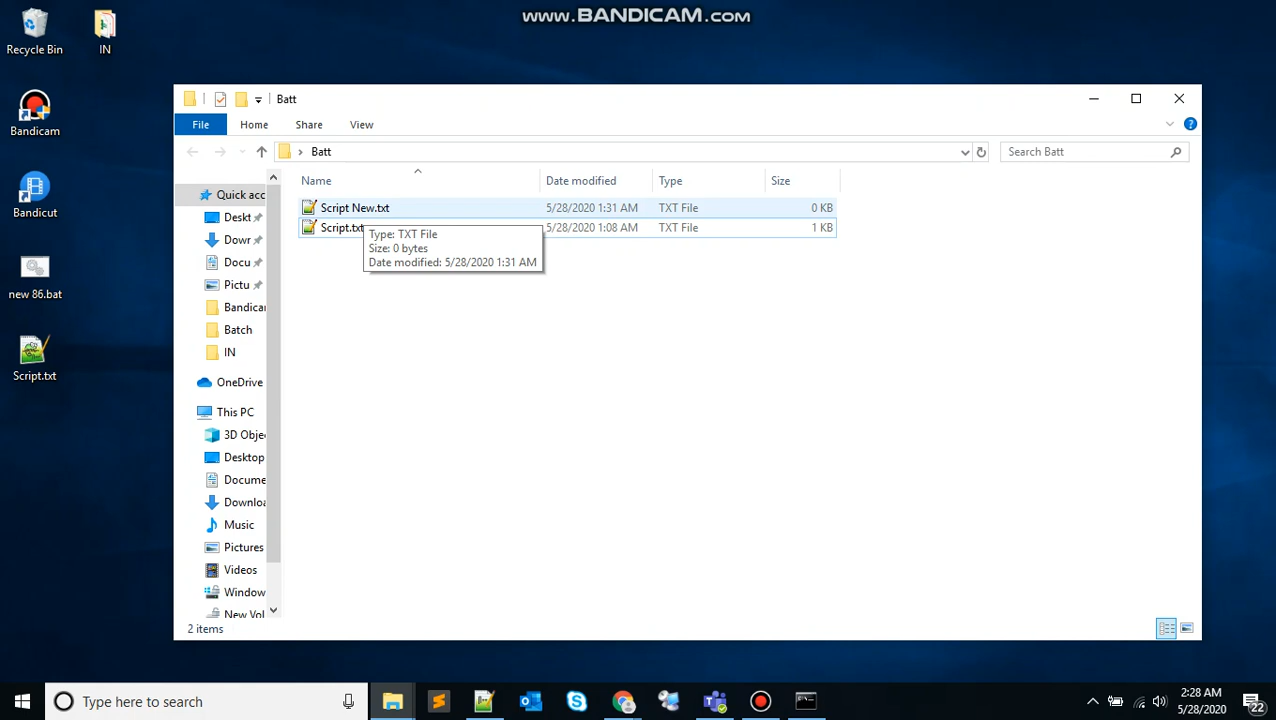 www.BANDICAM.com
Recycle Bin
IN
Bandicam
Bandicut
new 86.bat
Script.txt
Batt
File
Home
Share
View
Batt
Search Batt
Name
Date modified
Type
Size
Script New.txt
5/28/2020 1:31 AM
TXT File
0 KB
Script.txt
5/28/2020 1:08 AM
TXT File
1 KB
Type: TXT File
Size: 0 bytes
Date modified: 5/28/2020 1:31 AM
Quick acc
Deskt
Dowr
Docu
Pictu
Bandicar
Batch
IN
OneDrive
This PC
3D Obje
Desktop
Docume
Downloa
Music
Pictures
Videos
Window
New Vol
2 items
Type here to search
2:28 AM
5/28/2020
22